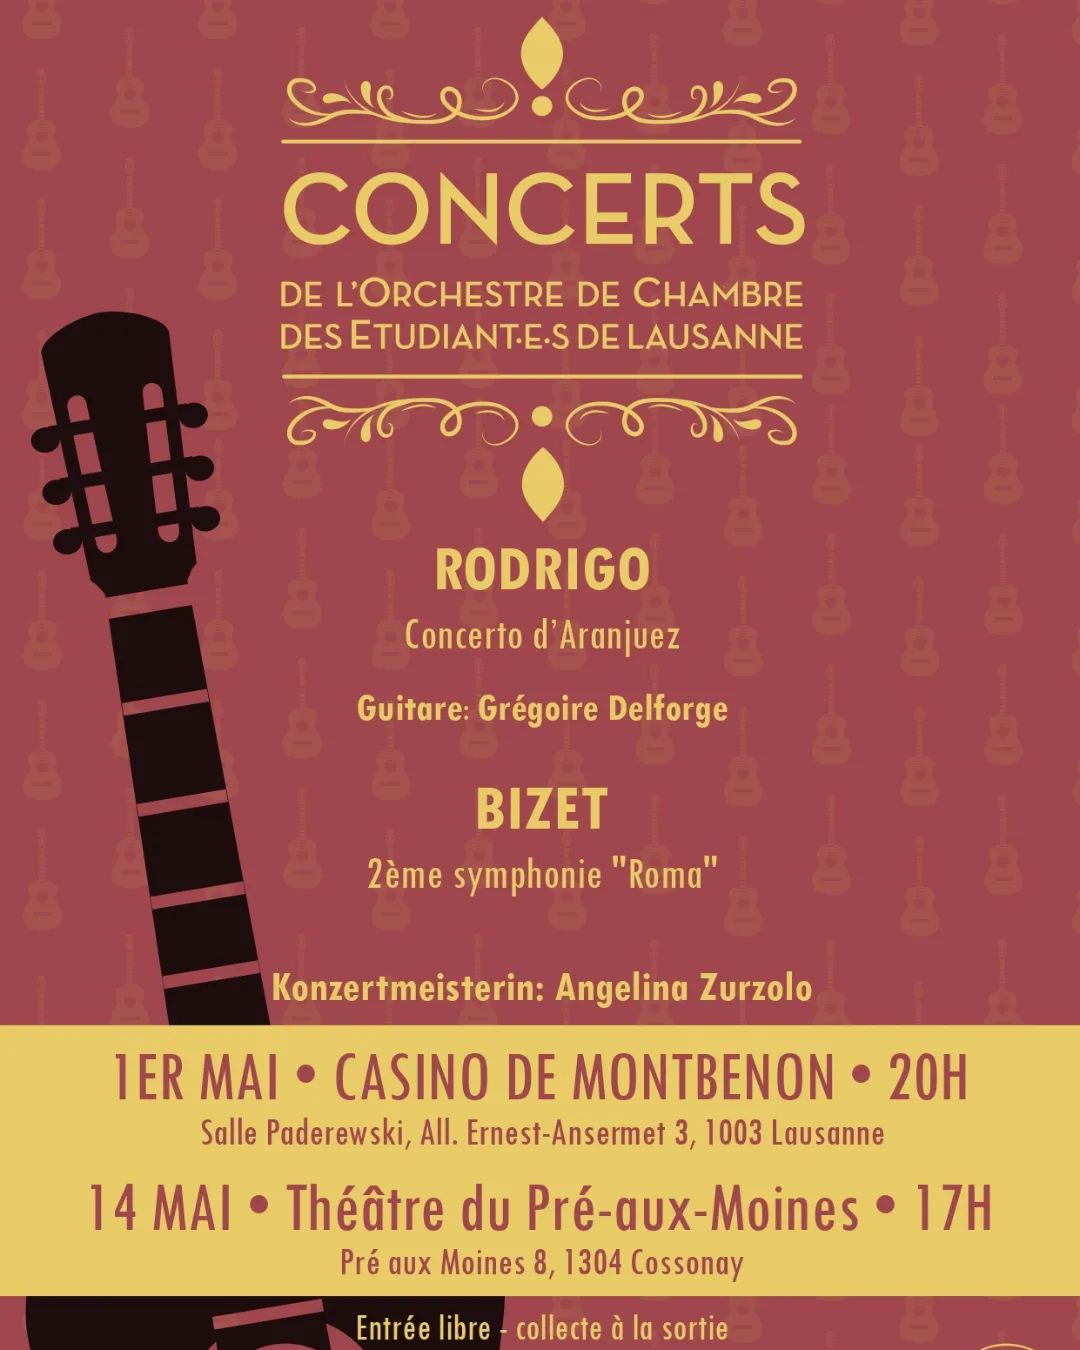 CONCERTS
DE L'ORCHESTRE DE CHAMBRE
DES ETUDIANT·E·S DE LAUSANNE
RODRIGO
Concerto d'Aranjuez
Guitare: Grégoire Delforge
BIZET
2ème symphonie "Roma"
Konzertmeisterin: Angelina Zurzolo
1ER MAI • CASINO DE MONTBENON • 20H
Salle Paderewski, All. Ernest-Ansermet 3, 1003 Lausanne
14 MAI • Théâtre du Pré-aux-Moines • 17H
Pré aux Moines 8, 1304 Cossonay
Entrée libre - collecte à la sortie